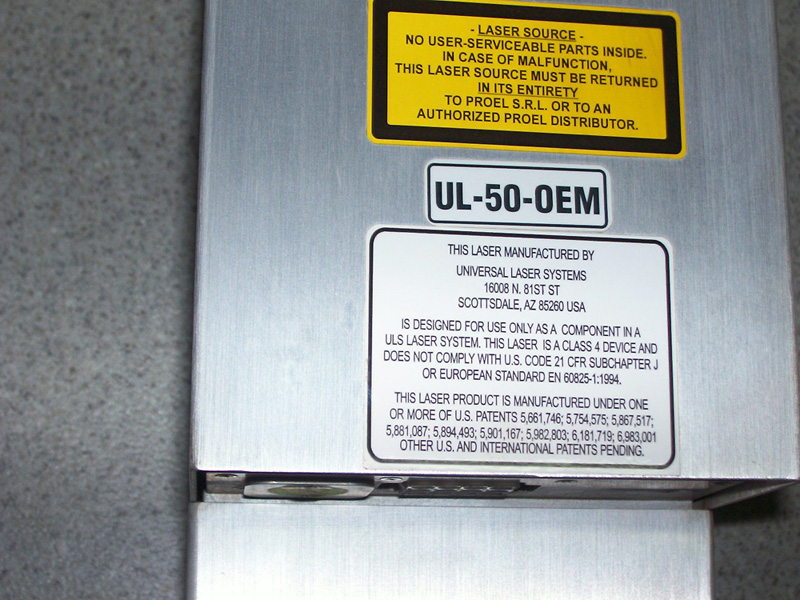 - LASER SOURCE -
NO USER-SERVICEABLE PARTS INSIDE.
IN CASE OF MALFUNCTION,
THIS LASER SOURCE MUST BE RETURNED
IN ITS ENTIRETY
TO PROEL S.R.L. OR TO AN
AUTHORIZED PROEL DISTRIBUTOR.
UL-50-OEM
THIS LASER MANUFACTURED BY
UNIVERSAL LASER SYSTEMS
16008 N. 81ST ST
SCOTTSDALE, AZ 85260 USA
IS DESIGNED FOR USE ONLY AS A COMPONENT IN A
ULS LASER SYSTEM. THIS LASER IS A CLASS 4 DEVICE AND
DOES NOT COMPLY WITH U.S. CODE 21 CFR SUBCHAPTER J
OR EUROPEAN STANDARD EN 60825-1:1994.
THIS LASER PRODUCT IS MANUFACTURED UNDER ONE
OR MORE OF U.S. PATENTS 5,661,746; 5,754,575; 5,867,517;
5,881,087; 5,894,493; 5,901,167; 5,982,803; 6,181,719; 6,983,001
OTHER U.S. AND INTERNATIONAL PATENTS PENDING.